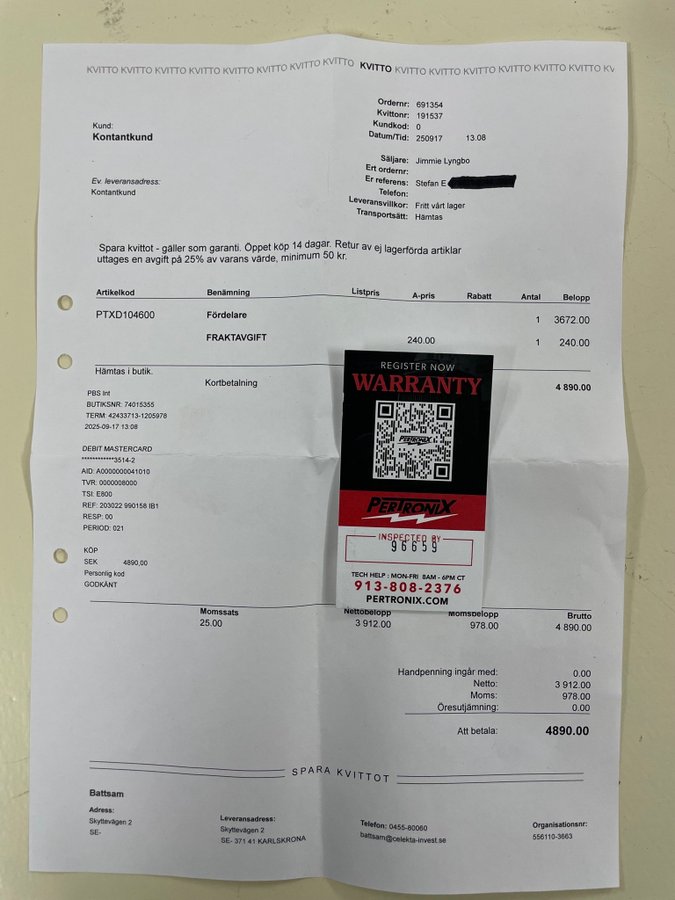 KVITTO KVITTO KVITTO KVITTO KVITTO KVITTO KVITTO KVITTO KVITTO KVITTO KVITTO KVITTO KVITTO KVITTO KVITTO KV
Ordernr: 691354
Kvittonr: 191537
Kundkod: 0
Datum/Tid: 250917 13.08
Kund:
Kontantkund
Säljare: Jimmie Lyngbo
Ert ordernr:
Er referens: Stefan E
Telefon:
Leveransvillkor: Fritt vårt lager
Transportsätt: Hämtas
Ev. leveransadress:
Kontantkund
Spara kvittot - gäller som garanti. Öppet köp 14 dagar. Retur av ej lagerförda artiklar
uttages en avgift på 25% av varans värde, minimum 50 kr.
Artikelkod Benämning Listpris A-pris Rabatt Antal Belopp
PTXD104600 Fördelare 1 3672.00
FRAKTAVGIFT 240.00 1 240.00
Hämtas i butik.
Kortbetalning 4 890.00
PBS Int
BUTIKSNR: 74015355
TERM: 42433713-1205978
2025-09-17 13:08
DEBIT MASTERCARD
************3514-2
AID: A0000000041010
TVR: 0000008000
TSI: E800
REF: 203022 990158 IB1
RESP: 00
PERIOD: 021
KÖP
SEK 4890,00
Personlig kod
GODKÄNT
REGISTER NOW
WARRANTY
PERTRONIX
PERTRONIX
INSPECTED BY
96659
TECH HELP : MON-FRI 8AM - 6PM CT
913-808-2376
PERTRONIX.COM
Momssats Nettobelopp Momsbelopp Brutto
25.00 3 912.00 978.00 4 890.00
Handpenning ingår med: 0.00
Netto: 3 912.00
Moms: 978.00
Öresutjämning: 0.00
Att betala: 4890.00
SPARA KVITTOT
Battsam
Adress:
Skyttevägen 2
SE-
Leveransadress:
Skyttevägen 2
SE- 371 41 KARLSKRONA
Telefon: 0455-80060
battsam@celekta-invest.se
Organisationsnr:
556110-3663